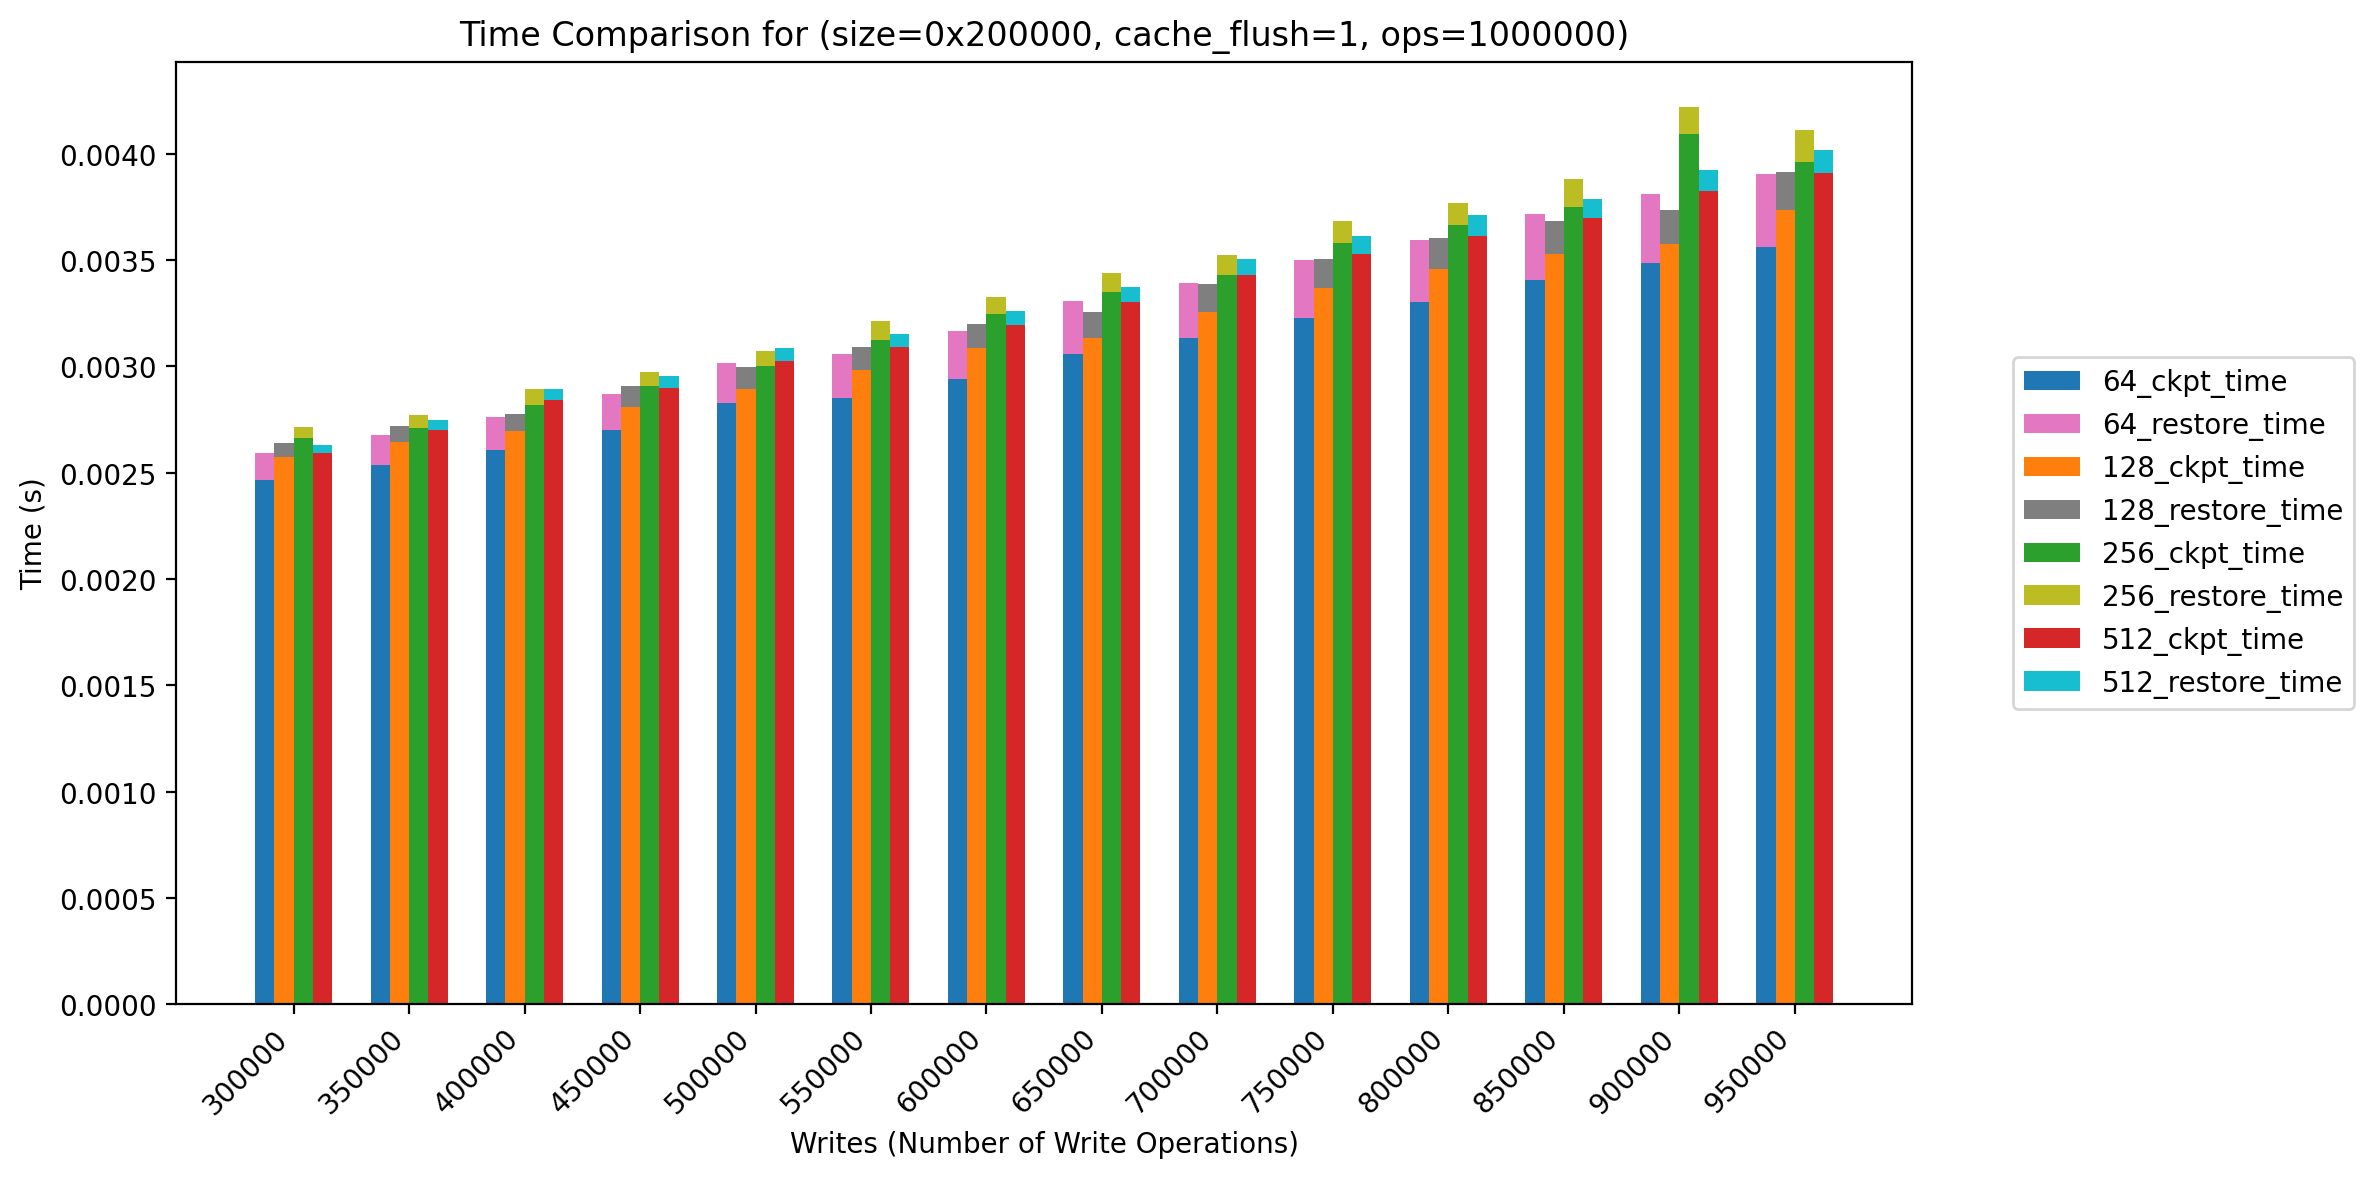 Time Comparison for (size=0x200000, cache_flush=1, ops=1000000)
Time (s)
0.0040
0.0035
0.0030
0.0025
0.0020
0.0015
0.0010
0.0005
0.0000
300000
350000
400000
450000
500000
550000
600000
650000
700000
750000
800000
850000
900000
950000
Writes (Number of Write Operations)
64_ckpt_time
64_restore_time
128_ckpt_time
128_restore_time
256_ckpt_time
256_restore_time
512_ckpt_time
512_restore_time